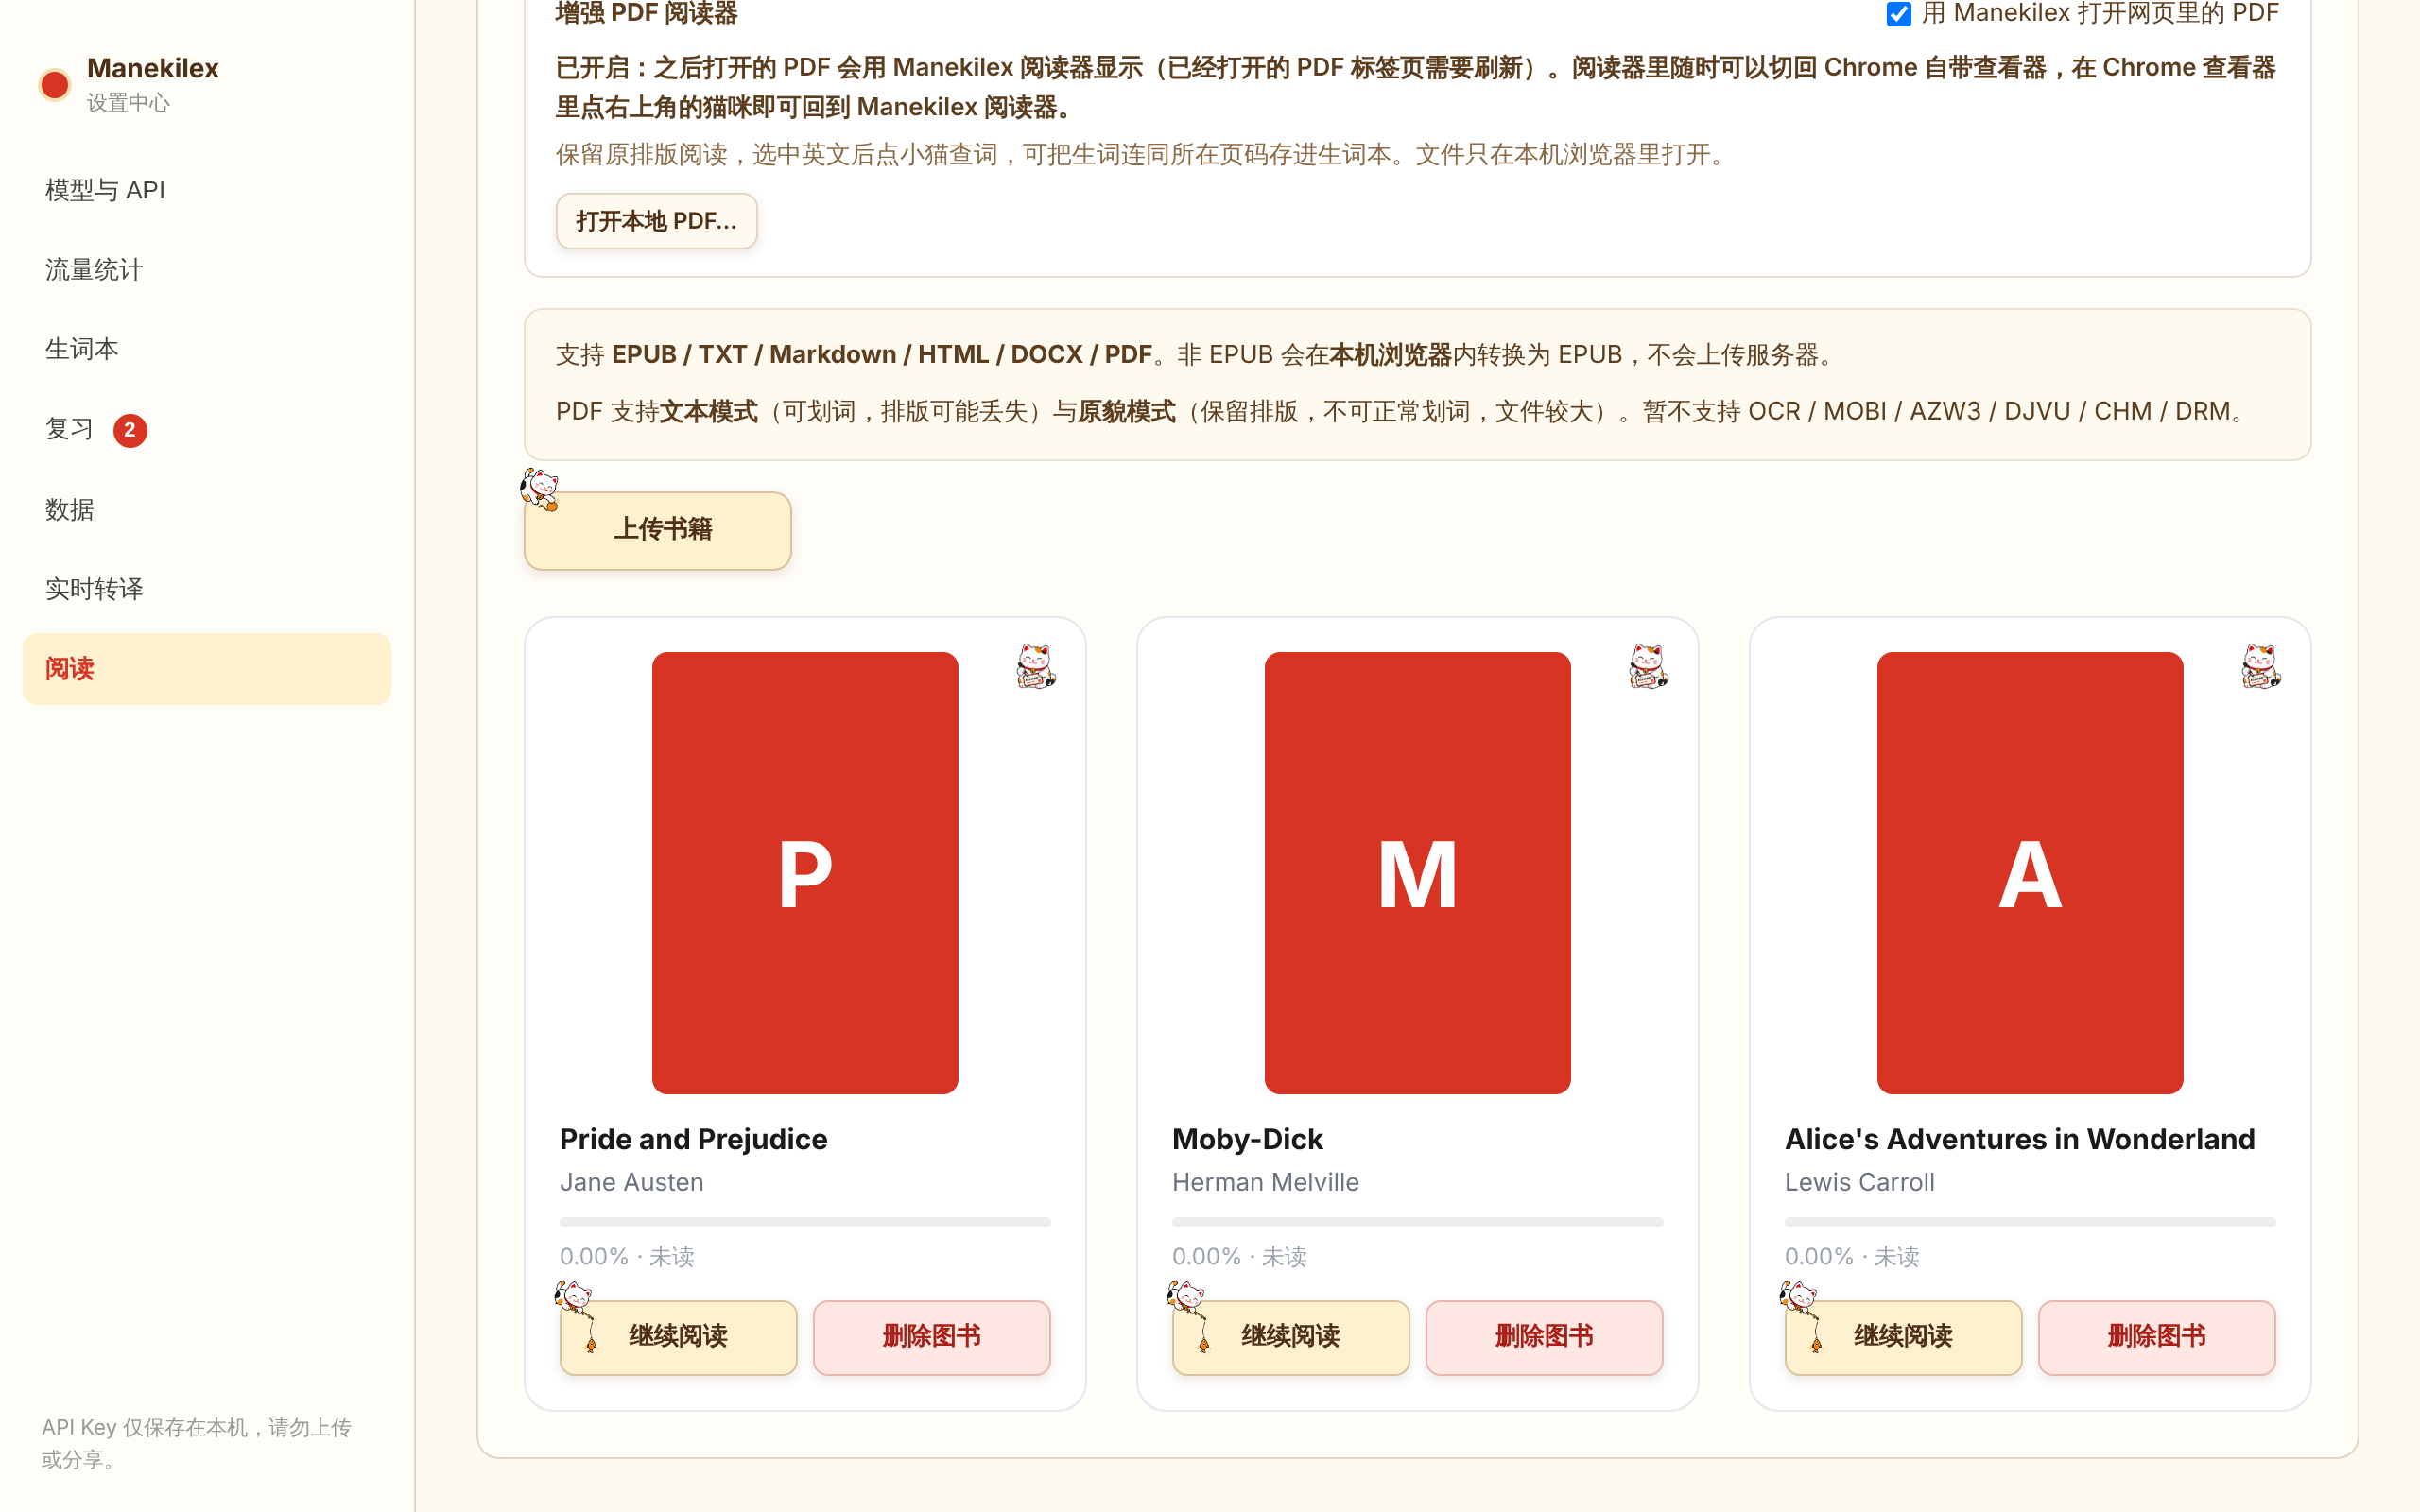 Manekilex
设置中心
模型与 API
流量统计
生词本
复习 2
数据
实时转译
阅读
API Key 仅保存在本机，请勿上传
或分享。
增强 PDF 阅读器
用 Manekilex 打开网页里的 PDF
已开启：之后打开的 PDF 会用 Manekilex 阅读器显示（已经打开的 PDF 标签页需要刷新）。阅读器里随时可以切回 Chrome 自带查看器，在 Chrome 查看器
里点右上角的猫咪即可回到 Manekilex 阅读器。
保留原排版阅读，选中英文后点小猫查词，可把生词连同所在页码存进生词本。文件只在本机浏览器里打开。
打开本地 PDF...
支持 EPUB / TXT / Markdown / HTML / DOCX / PDF。非 EPUB 会在本机浏览器内转换为 EPUB，不会上传服务器。
PDF 支持文本模式（可划词，排版可能丢失）与原貌模式（保留排版，不可正常划词，文件较大）。暂不支持 OCR / MOBI / AZW3 / DJVU / CHM / DRM。
上传书籍
P
Pride and Prejudice
Jane Austen
0.00% · 未读
继续阅读
删除图书
M
Moby-Dick
Herman Melville
0.00% · 未读
继续阅读
删除图书
A
Alice's Adventures in Wonderland
Lewis Carroll
0.00% · 未读
继续阅读
删除图书